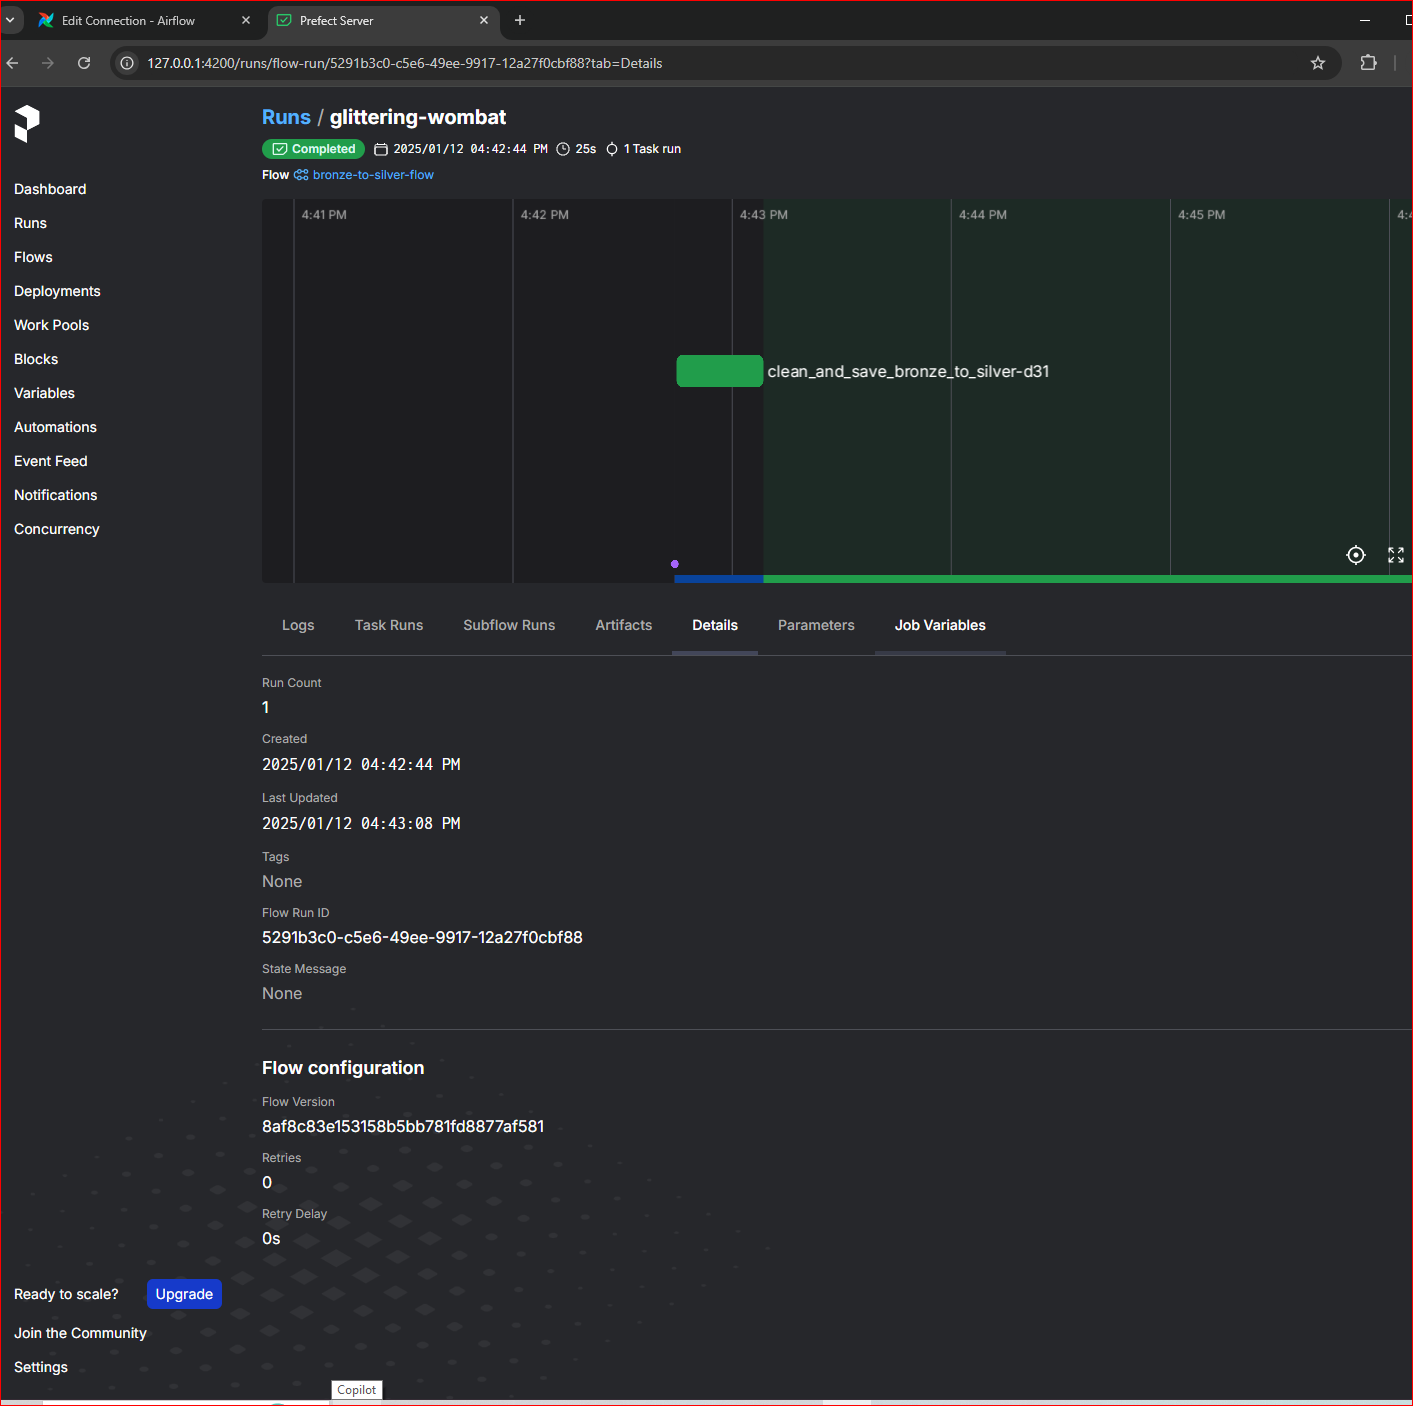 Edit Connection - Airflow
Prefect Server
127.0.0.1:4200/runs/flow-run/5291b3c0-c5e6-49ee-9917-12a27f0cbf88?tab=Details
Runs / glittering-wombat
Completed 2025/01/12 04:42:44 PM 25s 1 Task run
Flow bronze-to-silver-flow
Dashboard
Runs
Flows
Deployments
Work Pools
Blocks
Variables
Automations
Event Feed
Notifications
Concurrency
4:41 PM 4:42 PM 4:43 PM 4:44 PM 4:45 PM
clean_and_save_bronze_to_silver-d31
Logs Task Runs Subflow Runs Artifacts Details Parameters Job Variables
Run Count
1
Created
2025/01/12 04:42:44 PM
Last Updated
2025/01/12 04:43:08 PM
Tags
None
Flow Run ID
5291b3c0-c5e6-49ee-9917-12a27f0cbf88
State Message
None
Flow configuration
Flow Version
8af8c83e153158b5bb781fd8877af581
Retries
0
Retry Delay
0s
Ready to scale? Upgrade
Join the Community
Settings
Copilot